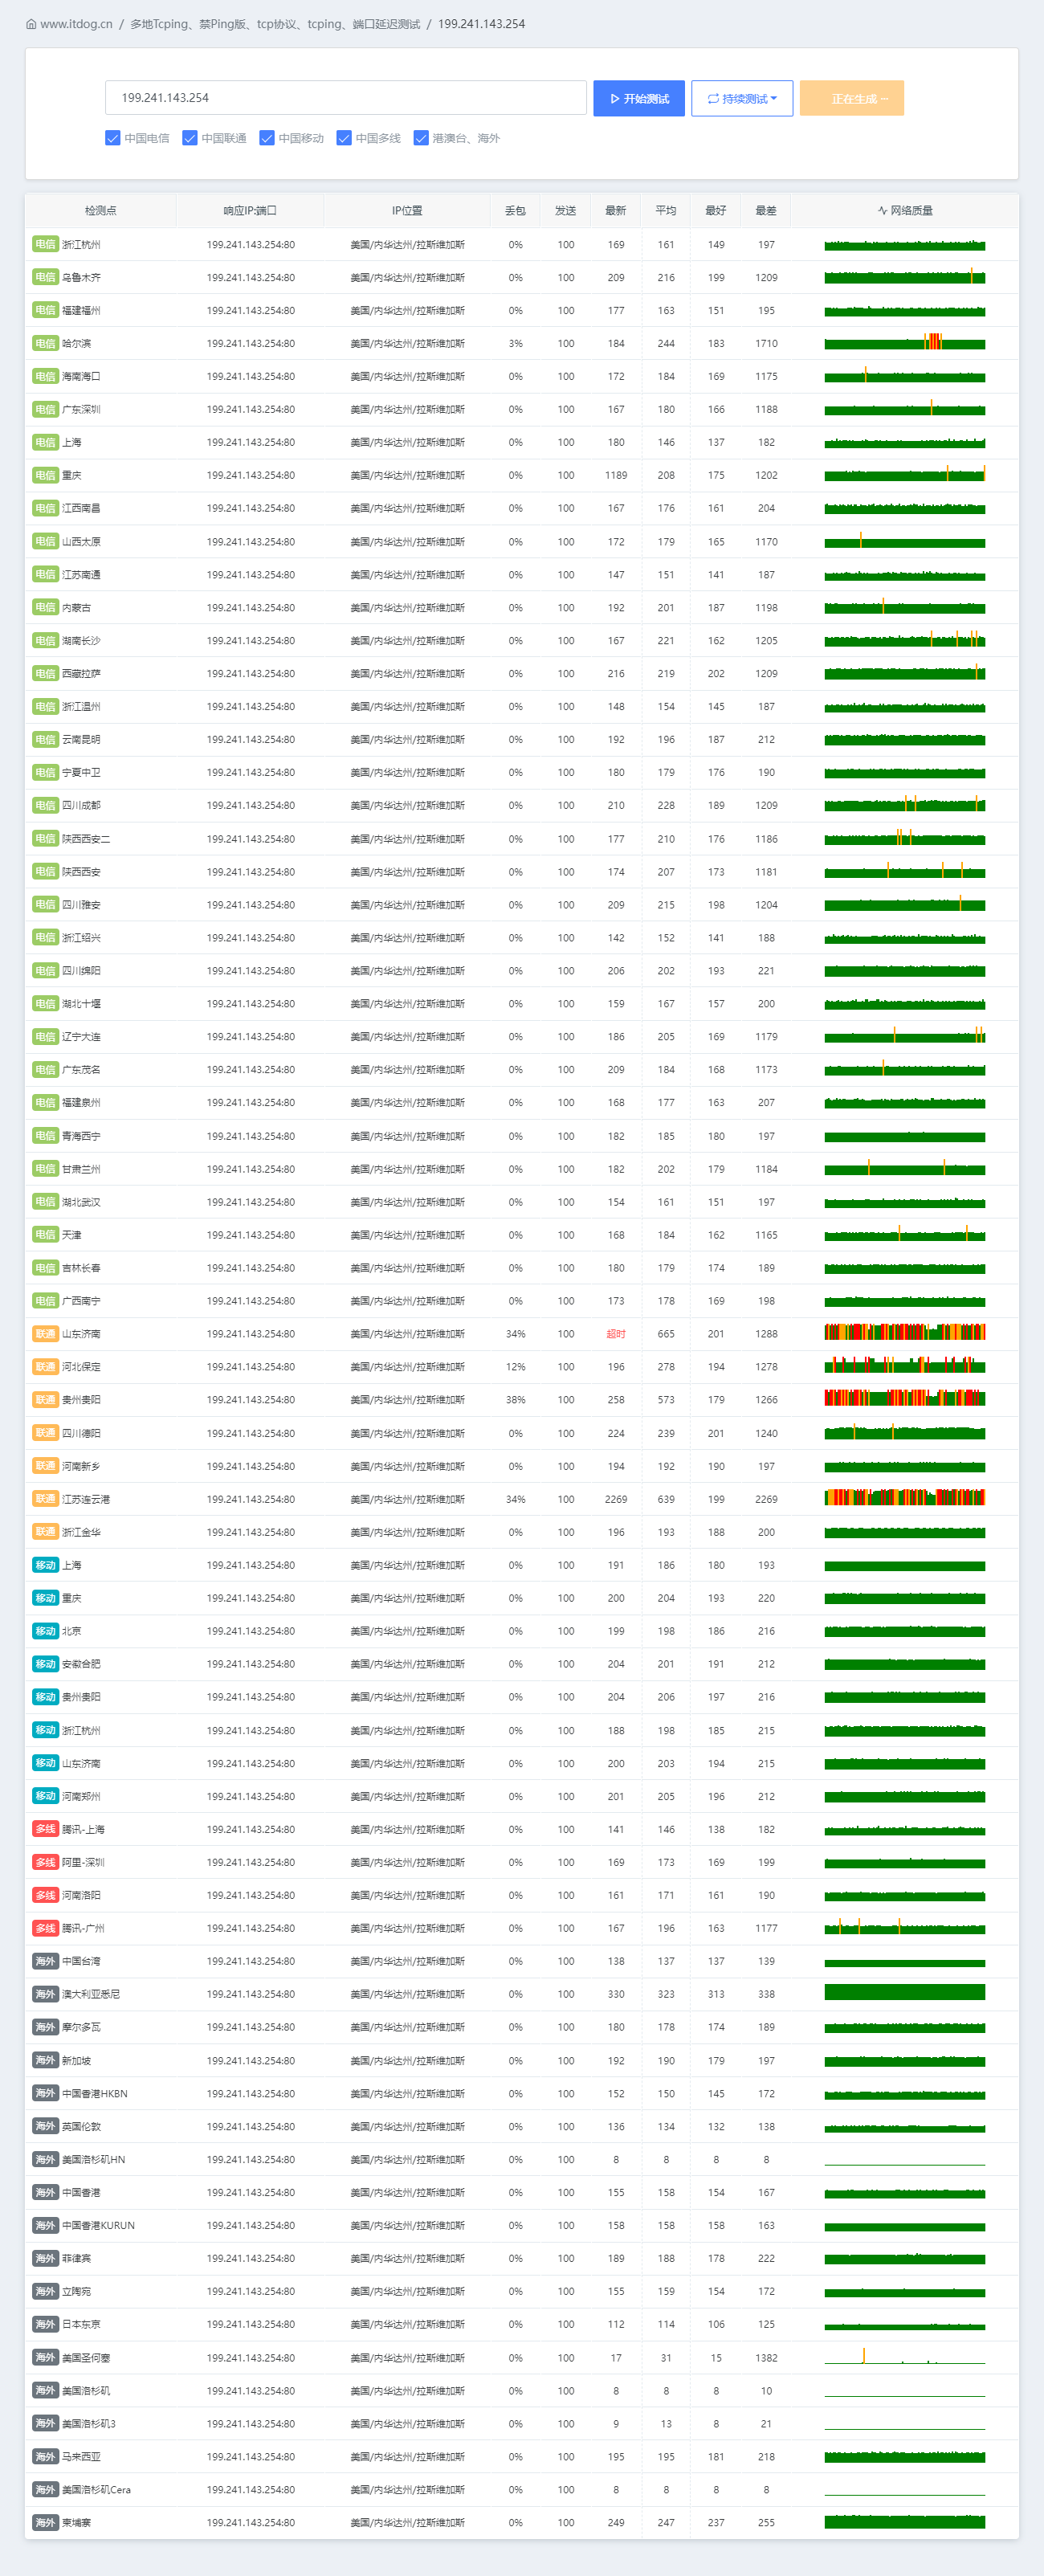 www.itdog.cn / 多地Tcping、禁Ping版、tcp协议、tcping、端口延迟测试 / 199.241.143.254
199.241.143.254 开始测试 持续测试 正在生成 ···
中国电信 中国联通 中国移动 中国多线 港澳台、海外
检测点 响应IP:端口 IP位置 丢包 发送 最新 平均 最好 最差 网络质量
电信 浙江杭州 199.241.143.254:80 美国/内华达州/拉斯维加斯 0% 100 169 161 149 197
电信 乌鲁木齐 199.241.143.254:80 美国/内华达州/拉斯维加斯 0% 100 209 216 199 1209
电信 福建福州 199.241.143.254:80 美国/内华达州/拉斯维加斯 0% 100 177 163 151 195
电信 哈尔滨 199.241.143.254:80 美国/内华达州/拉斯维加斯 3% 100 184 244 183 1710
电信 海南海口 199.241.143.254:80 美国/内华达州/拉斯维加斯 0% 100 172 184 169 1175
电信 广东深圳 199.241.143.254:80 美国/内华达州/拉斯维加斯 0% 100 167 180 166 1188
电信 上海 199.241.143.254:80 美国/内华达州/拉斯维加斯 0% 100 180 146 137 182
电信 重庆 199.241.143.254:80 美国/内华达州/拉斯维加斯 0% 100 1189 208 175 1202
电信 江西南昌 199.241.143.254:80 美国/内华达州/拉斯维加斯 0% 100 167 176 161 204
电信 山西太原 199.241.143.254:80 美国/内华达州/拉斯维加斯 0% 100 172 179 165 1170
电信 江苏南通 199.241.143.254:80 美国/内华达州/拉斯维加斯 0% 100 147 151 141 187
电信 内蒙古 199.241.143.254:80 美国/内华达州/拉斯维加斯 0% 100 192 201 187 1198
电信 湖南长沙 199.241.143.254:80 美国/内华达州/拉斯维加斯 0% 100 167 221 162 1205
电信 西藏拉萨 199.241.143.254:80 美国/内华达州/拉斯维加斯 0% 100 216 219 202 1209
电信 浙江温州 199.241.143.254:80 美国/内华达州/拉斯维加斯 0% 100 148 154 145 187
电信 云南昆明 199.241.143.254:80 美国/内华达州/拉斯维加斯 0% 100 192 196 187 212
电信 宁夏中卫 199.241.143.254:80 美国/内华达州/拉斯维加斯 0% 100 180 179 176 190
电信 四川成都 199.241.143.254:80 美国/内华达州/拉斯维加斯 0% 100 210 228 189 1209
电信 陕西西安二 199.241.143.254:80 美国/内华达州/拉斯维加斯 0% 100 177 210 176 1186
电信 陕西西安 199.241.143.254:80 美国/内华达州/拉斯维加斯 0% 100 174 207 173 1181
电信 四川雅安 199.241.143.254:80 美国/内华达州/拉斯维加斯 0% 100 209 215 198 1204
电信 浙江绍兴 199.241.143.254:80 美国/内华达州/拉斯维加斯 0% 100 142 152 141 188
电信 四川绵阳 199.241.143.254:80 美国/内华达州/拉斯维加斯 0% 100 206 202 193 221
电信 湖北十堰 199.241.143.254:80 美国/内华达州/拉斯维加斯 0% 100 159 167 157 200
电信 辽宁大连 199.241.143.254:80 美国/内华达州/拉斯维加斯 0% 100 186 205 169 1179
电信 广东茂名 199.241.143.254:80 美国/内华达州/拉斯维加斯 0% 100 209 184 168 1173
电信 福建泉州 199.241.143.254:80 美国/内华达州/拉斯维加斯 0% 100 168 177 163 207
电信 青海西宁 199.241.143.254:80 美国/内华达州/拉斯维加斯 0% 100 182 185 180 197
电信 甘肃兰州 199.241.143.254:80 美国/内华达州/拉斯维加斯 0% 100 182 202 179 1184
电信 湖北武汉 199.241.143.254:80 美国/内华达州/拉斯维加斯 0% 100 154 161 151 197
电信 天津 199.241.143.254:80 美国/内华达州/拉斯维加斯 0% 100 168 184 162 1165
电信 吉林长春 199.241.143.254:80 美国/内华达州/拉斯维加斯 0% 100 180 179 174 189
电信 广西南宁 199.241.143.254:80 美国/内华达州/拉斯维加斯 0% 100 173 178 169 198
联通 山东济南 199.241.143.254:80 美国/内华达州/拉斯维加斯 34% 100 超时 665 201 1288
联通 河北保定 199.241.143.254:80 美国/内华达州/拉斯维加斯 12% 100 196 278 194 1278
联通 贵州贵阳 199.241.143.254:80 美国/内华达州/拉斯维加斯 38% 100 258 573 179 1266
联通 四川德阳 199.241.143.254:80 美国/内华达州/拉斯维加斯 0% 100 224 239 201 1240
联通 河南新乡 199.241.143.254:80 美国/内华达州/拉斯维加斯 0% 100 194 192 190 197
联通 江苏连云港 199.241.143.254:80 美国/内华达州/拉斯维加斯 34% 100 2269 639 199 2269
联通 浙江金华 199.241.143.254:80 美国/内华达州/拉斯维加斯 0% 100 196 193 188 200
移动 上海 199.241.143.254:80 美国/内华达州/拉斯维加斯 0% 100 191 186 180 193
移动 重庆 199.241.143.254:80 美国/内华达州/拉斯维加斯 0% 100 200 204 193 220
移动 北京 199.241.143.254:80 美国/内华达州/拉斯维加斯 0% 100 199 198 186 216
移动 安徽合肥 199.241.143.254:80 美国/内华达州/拉斯维加斯 0% 100 204 201 191 212
移动 贵州贵阳 199.241.143.254:80 美国/内华达州/拉斯维加斯 0% 100 204 206 197 216
移动 浙江杭州 199.241.143.254:80 美国/内华达州/拉斯维加斯 0% 100 188 198 185 215
移动 山东济南 199.241.143.254:80 美国/内华达州/拉斯维加斯 0% 100 200 203 194 215
移动 河南郑州 199.241.143.254:80 美国/内华达州/拉斯维加斯 0% 100 201 205 196 212
多线 腾讯-上海 199.241.143.254:80 美国/内华达州/拉斯维加斯 0% 100 141 146 138 182
多线 阿里-深圳 199.241.143.254:80 美国/内华达州/拉斯维加斯 0% 100 169 173 169 199
多线 河南洛阳 199.241.143.254:80 美国/内华达州/拉斯维加斯 0% 100 161 171 161 190
多线 腾讯-广州 199.241.143.254:80 美国/内华达州/拉斯维加斯 0% 100 167 196 163 1177
海外 中国台湾 199.241.143.254:80 美国/内华达州/拉斯维加斯 0% 100 138 137 137 139
海外 澳大利亚悉尼 199.241.143.254:80 美国/内华达州/拉斯维加斯 0% 100 330 323 313 338
海外 摩尔多瓦 199.241.143.254:80 美国/内华达州/拉斯维加斯 0% 100 180 178 174 189
海外 新加坡 199.241.143.254:80 美国/内华达州/拉斯维加斯 0% 100 192 190 179 197
海外 中国香港HKBN 199.241.143.254:80 美国/内华达州/拉斯维加斯 0% 100 152 150 145 172
海外 英国伦敦 199.241.143.254:80 美国/内华达州/拉斯维加斯 0% 100 136 134 132 138
海外 美国洛杉矶HN 199.241.143.254:80 美国/内华达州/拉斯维加斯 0% 100 8 8 8 8
海外 中国香港 199.241.143.254:80 美国/内华达州/拉斯维加斯 0% 100 155 158 154 167
海外 中国香港KURUN 199.241.143.254:80 美国/内华达州/拉斯维加斯 0% 100 158 158 158 163
海外 菲律宾 199.241.143.254:80 美国/内华达州/拉斯维加斯 0% 100 189 188 178 222
海外 立陶宛 199.241.143.254:80 美国/内华达州/拉斯维加斯 0% 100 155 159 154 172
海外 日本东京 199.241.143.254:80 美国/内华达州/拉斯维加斯 0% 100 112 114 106 125
海外 美国圣何塞 199.241.143.254:80 美国/内华达州/拉斯维加斯 0% 100 17 31 15 1382
海外 美国洛杉矶 199.241.143.254:80 美国/内华达州/拉斯维加斯 0% 100 8 8 8 10
海外 美国洛杉矶3 199.241.143.254:80 美国/内华达州/拉斯维加斯 0% 100 9 13 8 21
海外 马来西亚 199.241.143.254:80 美国/内华达州/拉斯维加斯 0% 100 195 195 181 218
海外 美国洛杉矶Cera 199.241.143.254:80 美国/内华达州/拉斯维加斯 0% 100 8 8 8 8
海外 柬埔寨 199.241.143.254:80 美国/内华达州/拉斯维加斯 0% 100 249 247 237 255